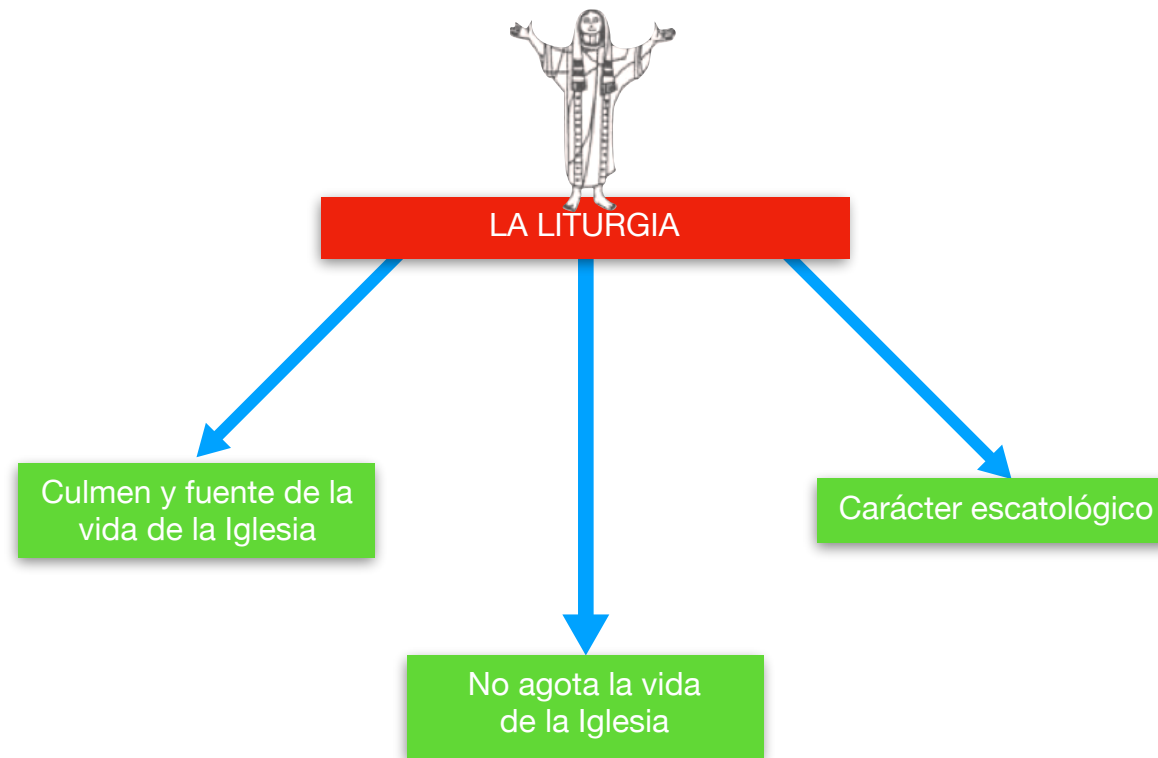 LA LITURGIA
Culmen y fuente de la
vida de la Iglesia
Carácter escatológico
No agota la vida
de la Iglesia